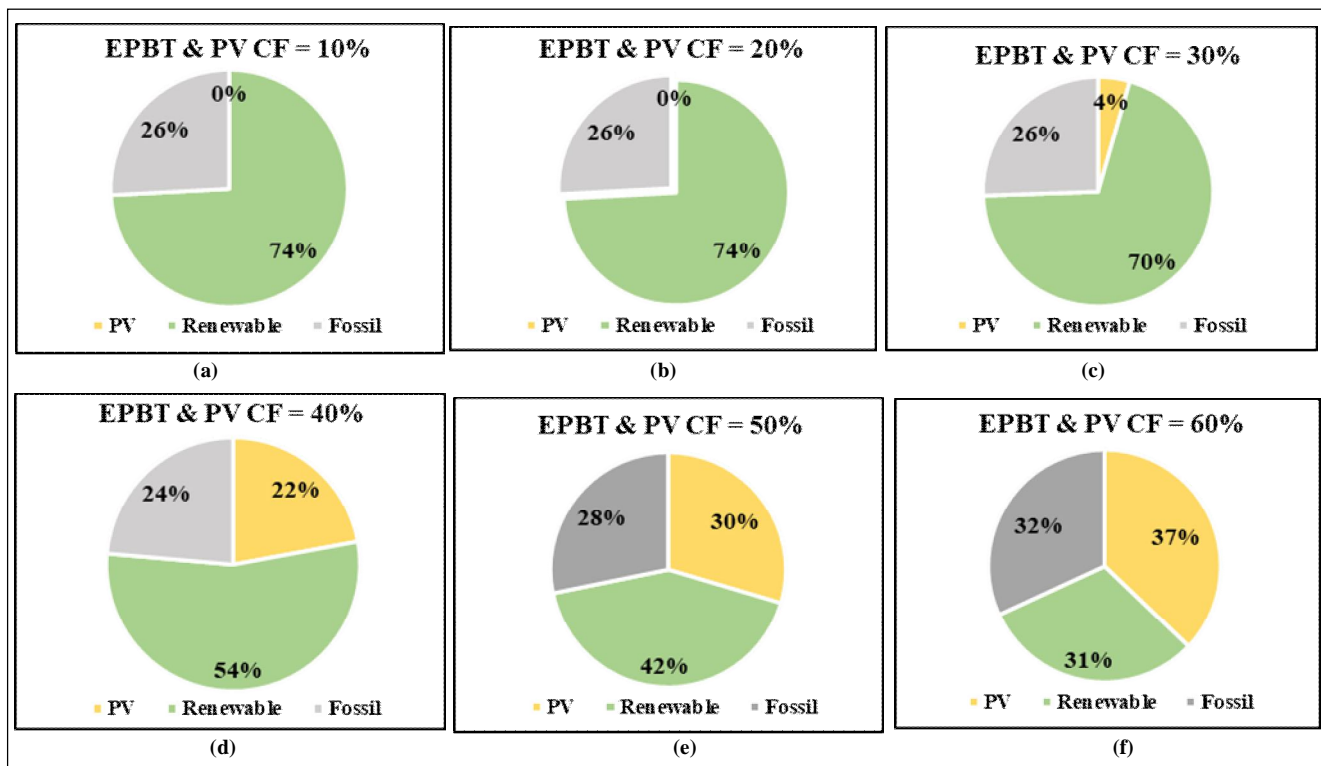 EPBT & PV CF = 10%
0%
26%
74%
PV Renewable Fossil
(a)
EPBT & PV CF = 20%
0%
26%
74%
PV Renewable Fossil
(b)
EPBT & PV CF = 30%
4%
26%
70%
PV Renewable Fossil
(c)
EPBT & PV CF = 40%
24%
22%
54%
PV Renewable Fossil
(d)
EPBT & PV CF = 50%
28%
30%
42%
PV Renewable Fossil
(e)
EPBT & PV CF = 60%
32%
37%
31%
PV Renewable Fossil
(f)